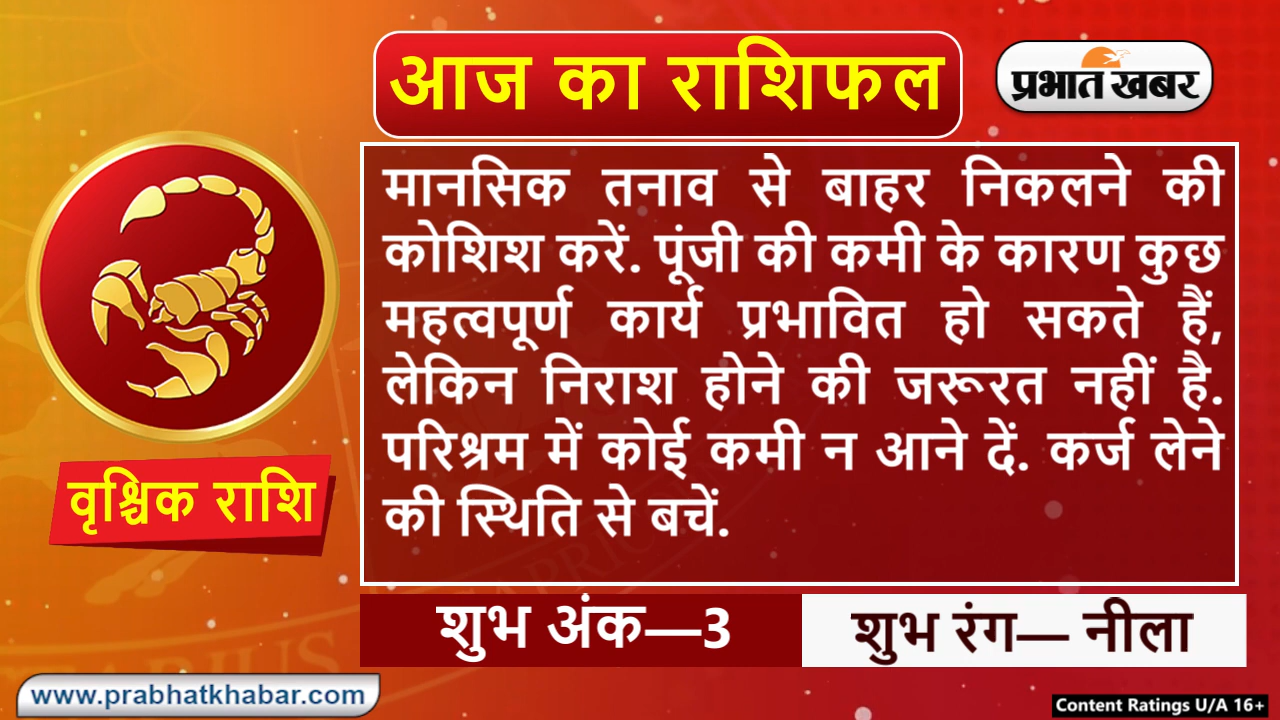 आज का राशिफल
प्रभात खबर
मानसिक तनाव से बाहर निकलने की
कोशिश करें. पूंजी की कमी के कारण कुछ
महत्वपूर्ण कार्य प्रभावित हो सकते हैं,
लेकिन निराश होने की जरूरत नहीं है.
परिश्रम में कोई कमी न आने दें. कर्ज लेने
की स्थिति से बचें.
वृश्चिक राशि
शुभ अंक—3
शुभ रंग— नीला
www.prabhatkhabar.com
Content Ratings U/A 16+